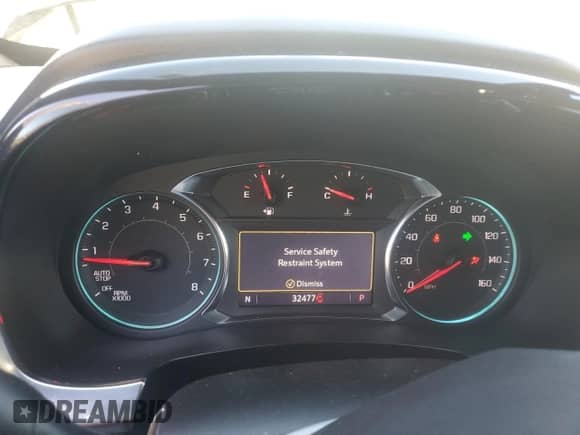 E F C H
1 2 3 4 5 6 7 8
AUTO
STOP
OFF
RPM
X1000
Service Safety
Restraint System
Dismiss
N 32477 P
0 20 40 60 80 100 120 140 160
MPH
DREAMBID